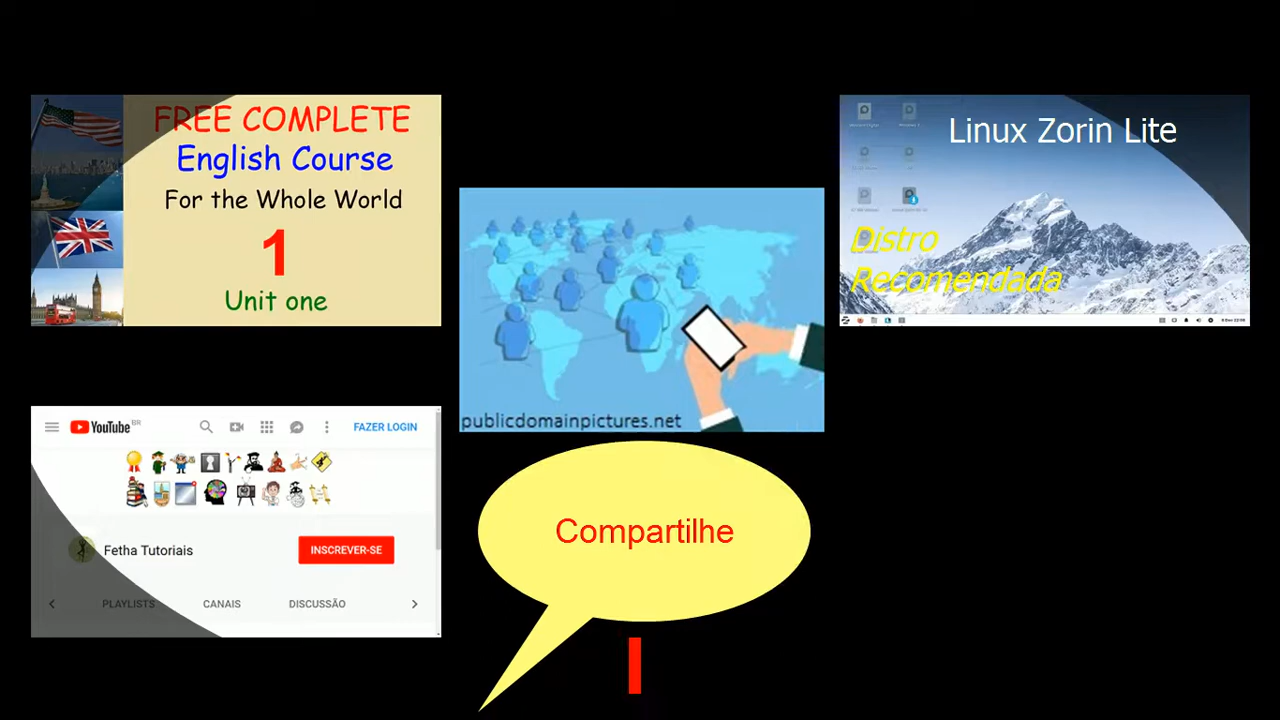 FREE COMPLETE
English Course
For the Whole World
1
Unit one
Linux Zorin Lite
Distro
Recomendada
publicdomainpictures.net
YouTube BR
FAZER LOGIN
Fetha Tutoriais
INSCREVER-SE
PLAYLISTS CANAIS DISCUSSÃO
Compartilhe